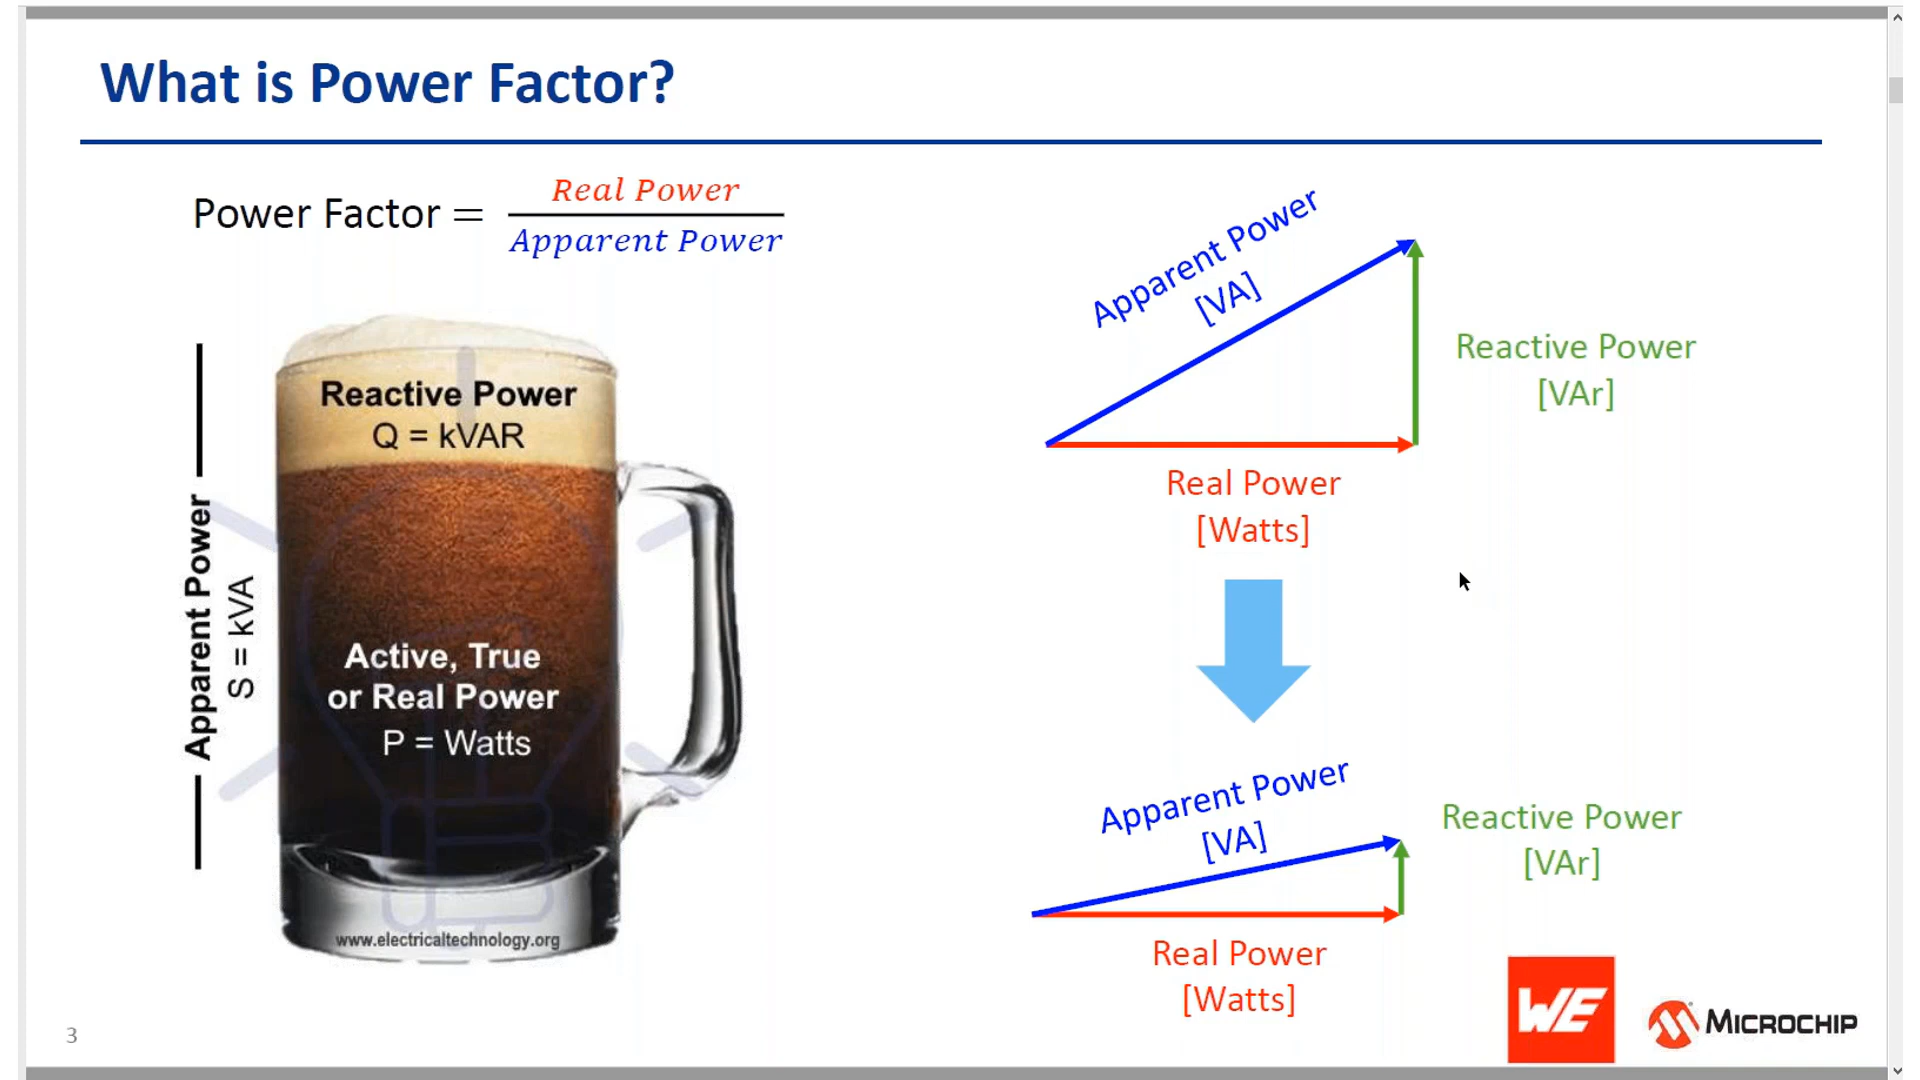 What is Power Factor?
Power Factor = Real Power / Apparent Power
Reactive Power
Q = kVAR
Apparent Power
S = kVA
Active, True
or Real Power
P = Watts
www.electricaltechnology.org
Apparent Power
[VA]
Reactive Power
[VAr]
Real Power
[Watts]
Apparent Power
[VA]
Reactive Power
[VAr]
Real Power
[Watts]
3
WE
MICROCHIP